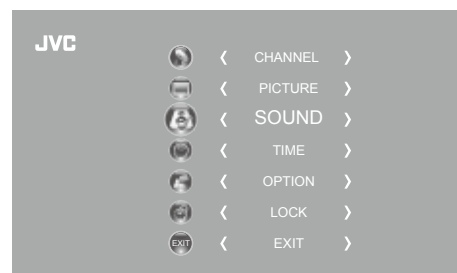 JVC
CHANNEL
PICTURE
SOUND
TIME
OPTION
LOCK
EXIT EXIT